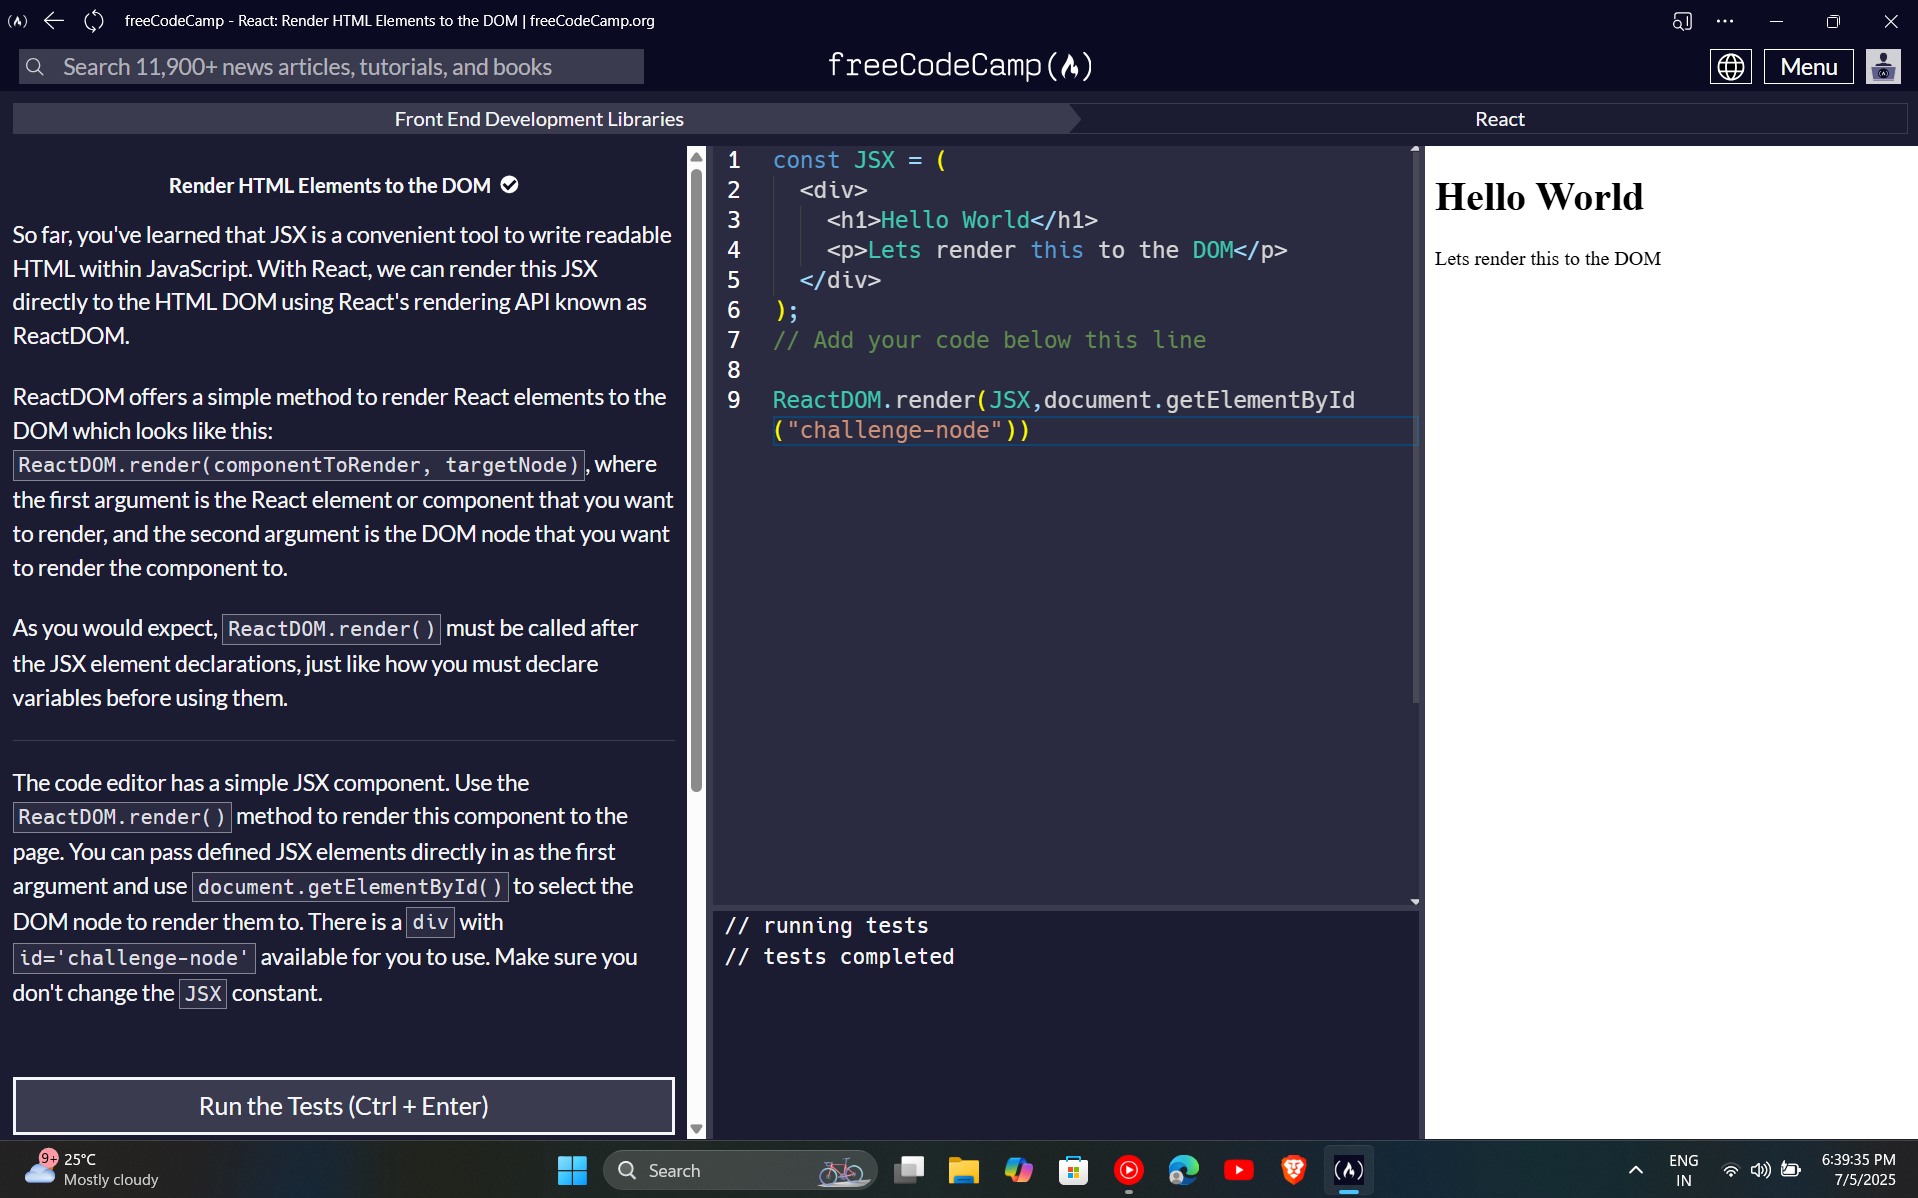 freeCodeCamp - React: Render HTML Elements to the DOM | freeCodeCamp.org
Search 11,900+ news articles, tutorials, and books
freeCodeCamp
Menu
Front End Development Libraries
React
Render HTML Elements to the DOM
So far, you've learned that JSX is a convenient tool to write readable
HTML within JavaScript. With React, we can render this JSX
directly to the HTML DOM using React's rendering API known as
ReactDOM.
ReactDOM offers a simple method to render React elements to the
DOM which looks like this:
ReactDOM.render(componentToRender, targetNode), where
the first argument is the React element or component that you want
to render, and the second argument is the DOM node that you want
to render the component to.
As you would expect, ReactDOM.render() must be called after
the JSX element declarations, just like how you must declare
variables before using them.
The code editor has a simple JSX component. Use the
ReactDOM.render() method to render this component to the
page. You can pass defined JSX elements directly in as the first
argument and use document.getElementById() to select the
DOM node to render them to. There is a div with
id='challenge-node' available for you to use. Make sure you
don't change the JSX constant.
Run the Tests (Ctrl + Enter)
1 const JSX = (
2 <div>
3 <h1>Hello World</h1>
4 <p>Lets render this to the DOM</p>
5 </div>
6 );
7 // Add your code below this line
8
9 ReactDOM.render(JSX,document.getElementById
("challenge-node"))
// running tests
// tests completed
Hello World
Lets render this to the DOM
9+
25°C
Mostly cloudy
Search
ENG
IN
6:39:35 PM
7/5/2025